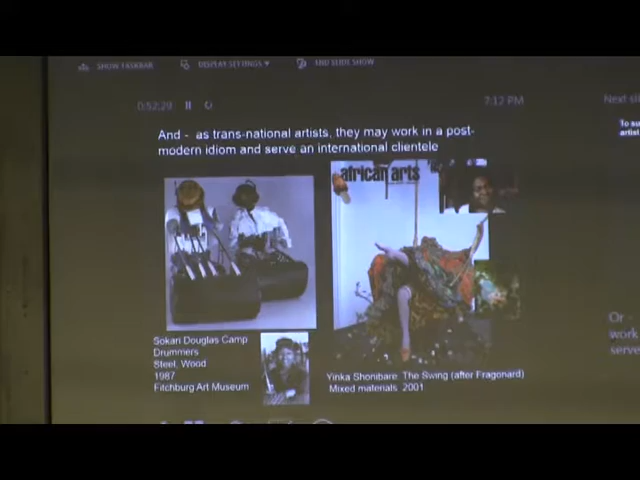 SHOW TASKBAR
DISPLAY SETTINGS
END SLIDE SHOW
0:52:29
7:12 PM
Next
And - as trans-national artists, they may work in a post-
modern idiom and serve an international clientele
african arts
Sokari Douglas Camp
Drummers
Steel, Wood
1987
Fitchburg Art Museum
Yinka Shonibare The Swing (after Fragonard)
Mixed materials 2001
To
artist
Or
work
serve